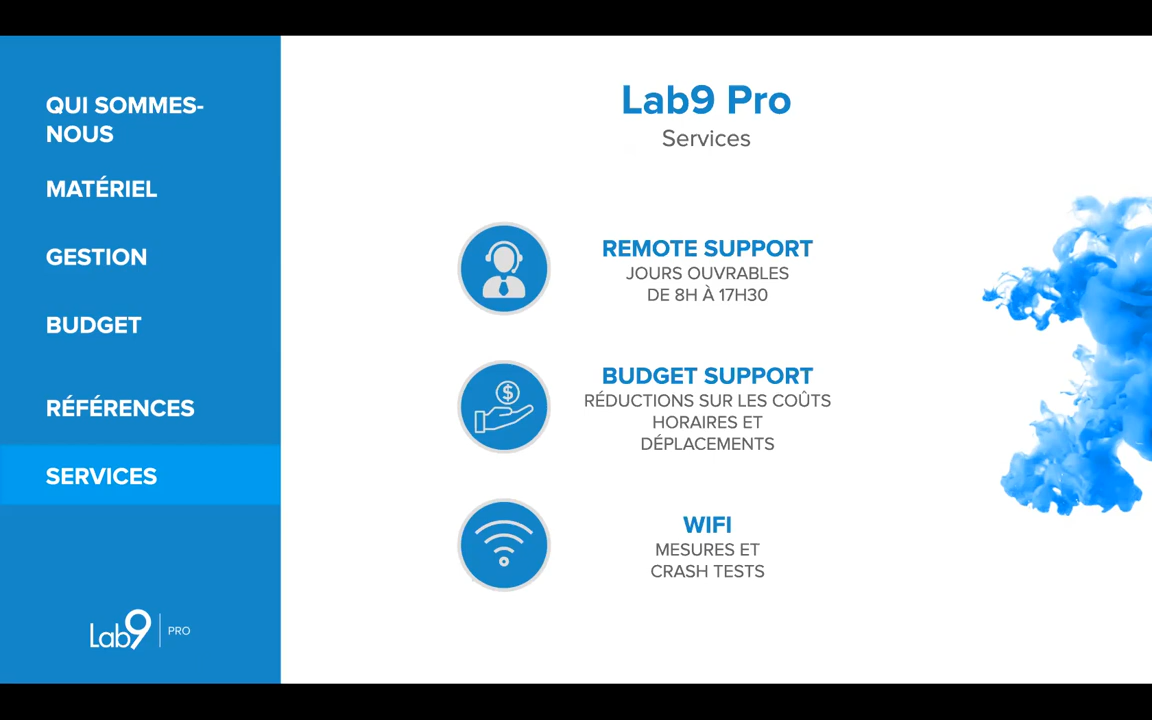 QUI SOMMES-
NOUS
MATÉRIEL
GESTION
BUDGET
RÉFÉRENCES
SERVICES
Lab9 | PRO
Lab9 Pro
Services
REMOTE SUPPORT
JOURS OUVRABLES
DE 8H À 17H30
$
BUDGET SUPPORT
RÉDUCTIONS SUR LES COÛTS
HORAIRES ET
DÉPLACEMENTS
WIFI
MESURES ET
CRASH TESTS